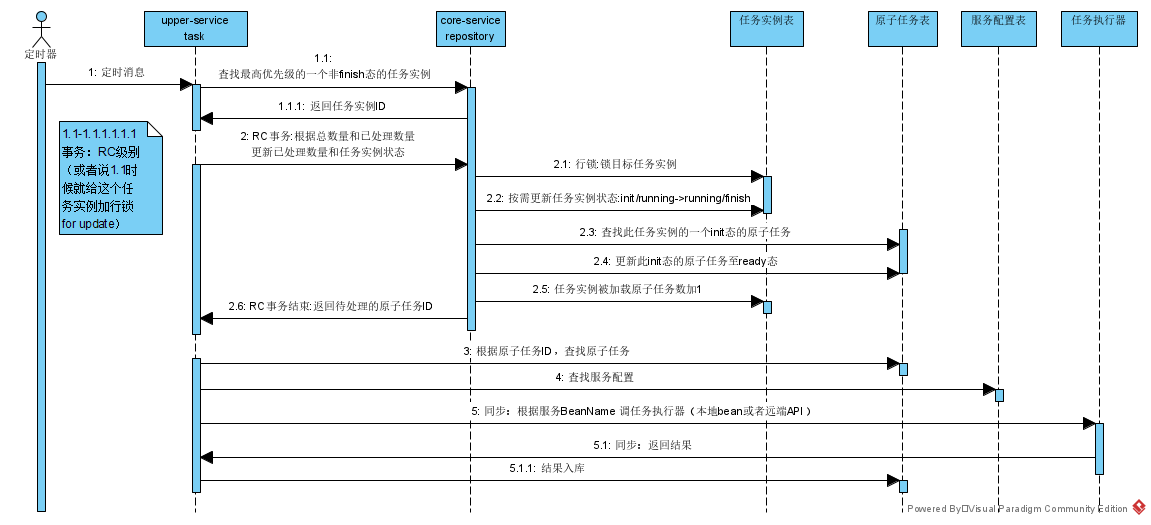 upper-service
task
core-service
repository
任务实例表
原子任务表
服务配置表
任务执行器
定时器
1: 定时消息
1.1:
查找最高优先级的一个非finish态的任务实例
1.1.1: 返回任务实例ID
1.1-1.1.1.1.1.1
事务：RC级别
（或者说1.1时
候就给这个任
务实例加行锁
for update）
2: RC事务:根据总数量和已处理数量
更新已处理数量和任务实例状态
2.1: 行锁:锁目标任务实例
2.2: 按需更新任务实例状态:init/running->running/finish
2.3: 查找此任务实例的一个init态的原子任务
2.4: 更新此init态的原子任务至ready态
2.5: 任务实例被加载原子任务数加1
2.6: RC事务结束:返回待处理的原子任务ID
3: 根据原子任务ID，查找原子任务
4: 查找服务配置
5: 同步：根据服务BeanName 调任务执行器（本地bean或者远端API）
5.1: 同步：返回结果
5.1.1: 结果入库
Powered By□Visual Paradigm Community Edition